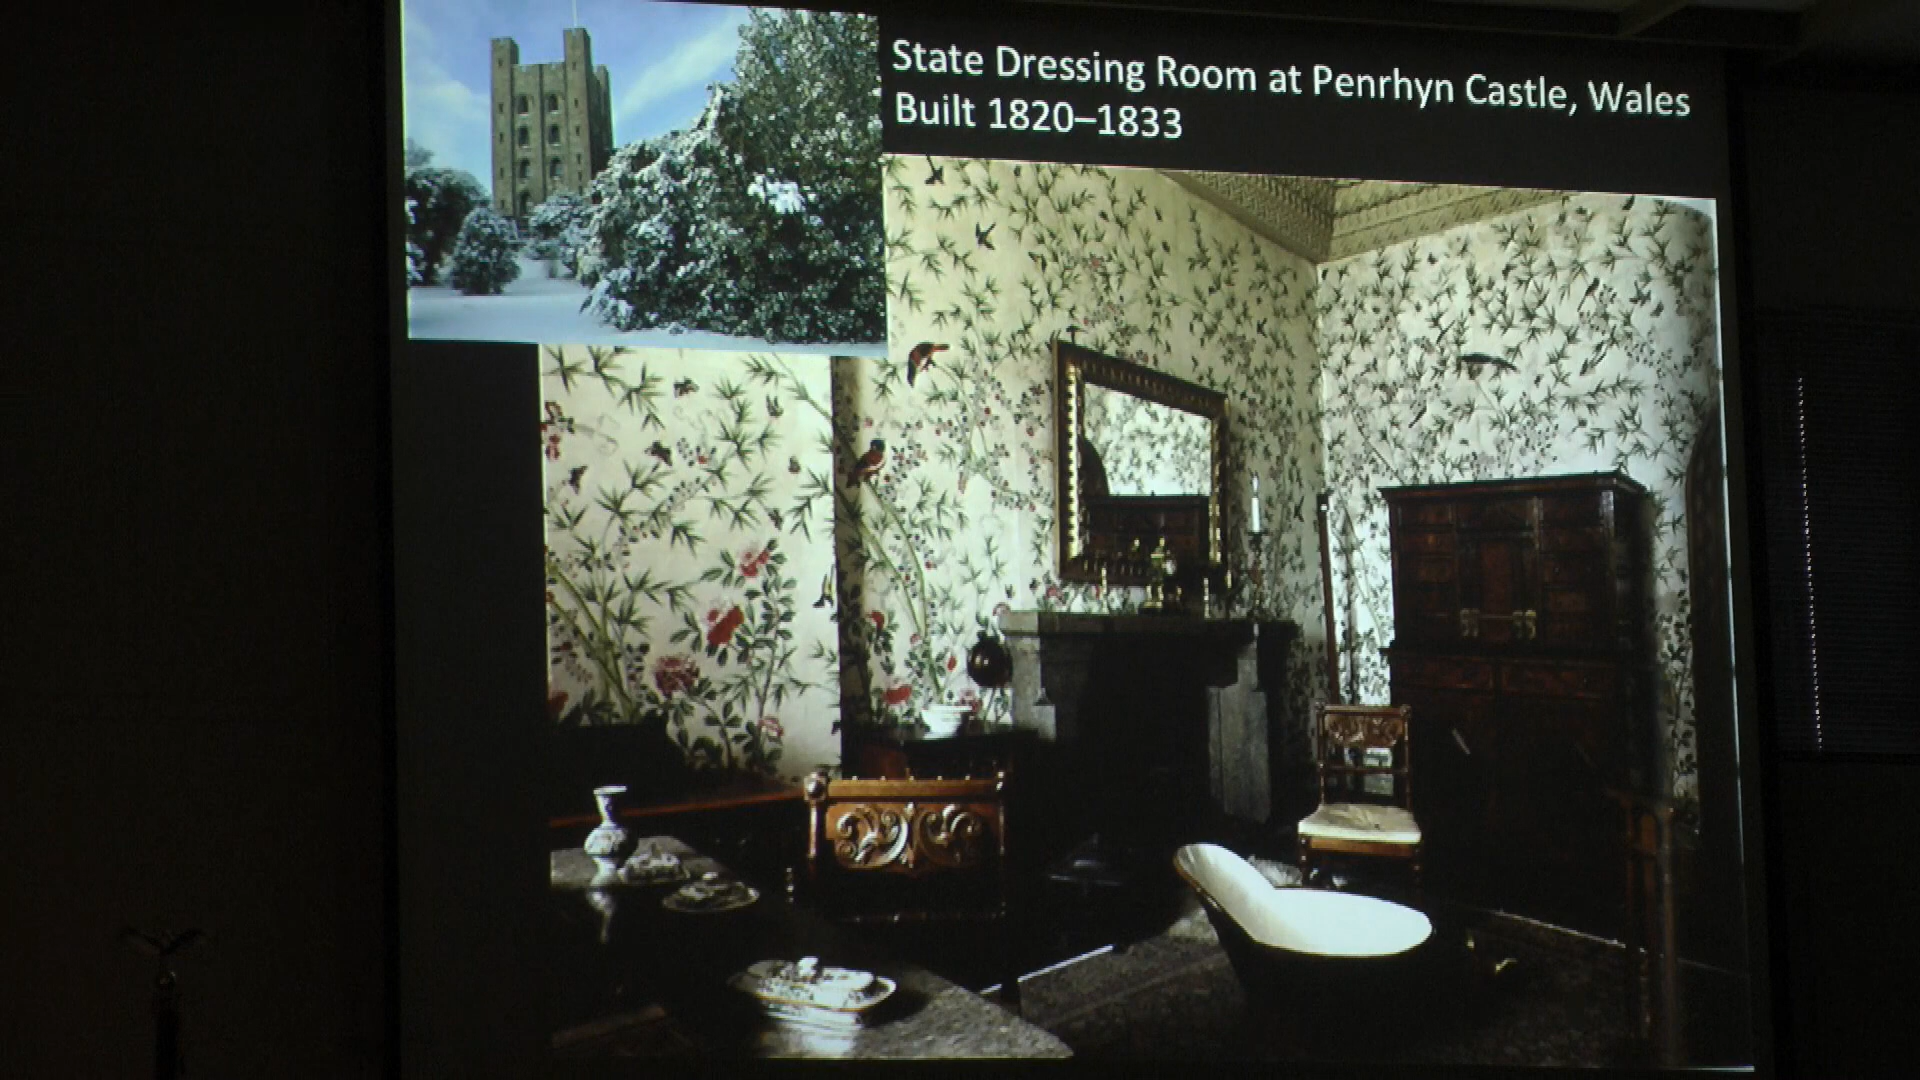 State Dressing Room at Penrhyn Castle, Wales
Built 1820–1833